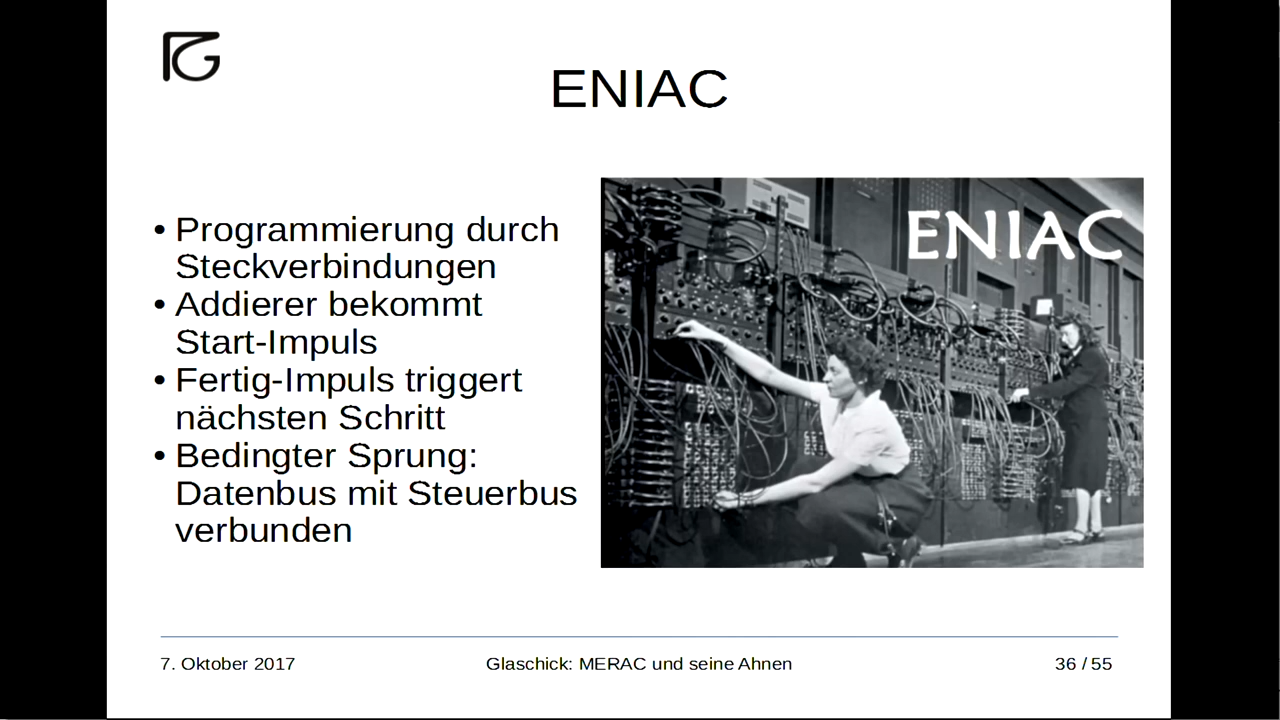 ENIAC
• Programmierung durch
Steckverbindungen
• Addierer bekommt
Start-Impuls
• Fertig-Impuls triggert
nächsten Schritt
• Bedingter Sprung:
Datenbus mit Steuerbus
verbunden
ENIAC
7. Oktober 2017
Glaschick: MERAC und seine Ahnen
36 / 55